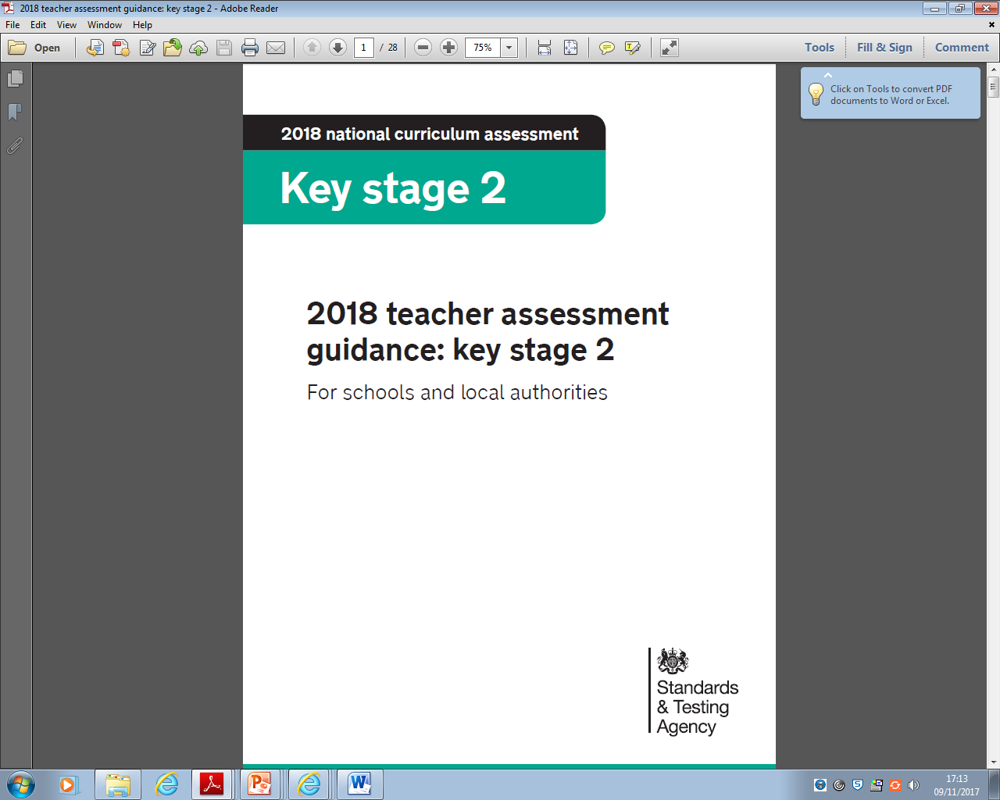 2018 teacher assessment guidance: key stage 2 - Adobe Reader
File Edit View Window Help
Open 1 / 28 75% Tools Fill & Sign Comment
Click on Tools to convert PDF
documents to Word or Excel.
2018 national curriculum assessment
Key stage 2
2018 teacher assessment
guidance: key stage 2
For schools and local authorities
Standards
& Testing
Agency
17:13
09/11/2017